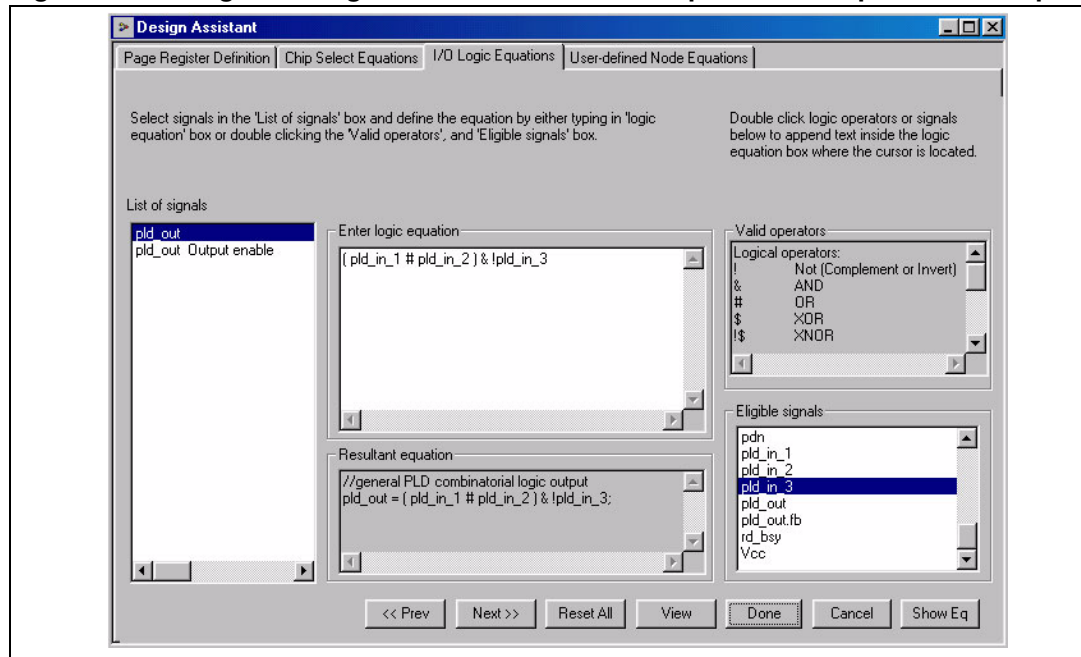 Design Assistant
Page Register Definition Chip Select Equations I/O Logic Equations User-defined Node Equations
Select signals in the 'List of signals' box and define the equation by either typing in 'logic
equation' box or double clicking the 'Valid operators', and 'Eligible signals' box.
Double click logic operators or signals
below to append text inside the logic
equation box where the cursor is located.
List of signals
pld_out
pld_out Output enable
Enter logic equation
( pld_in_1 # pld_in_2 ) & !pld_in_3
Resultant equation
//general PLD combinatorial logic output
pld_out = ( pld_in_1 # pld_in_2 ) & !pld_in_3;
Valid operators
Logical operators:
! Not (Complement or Invert)
& AND
# OR
$ XOR
!$ XNOR
Eligible signals
pdn
pld_in_1
pld_in_2
pld_in_3
pld_out
pld_out.fb
rd_bsy
Vcc
<< Prev Next >> Reset All View Done Cancel Show Eq